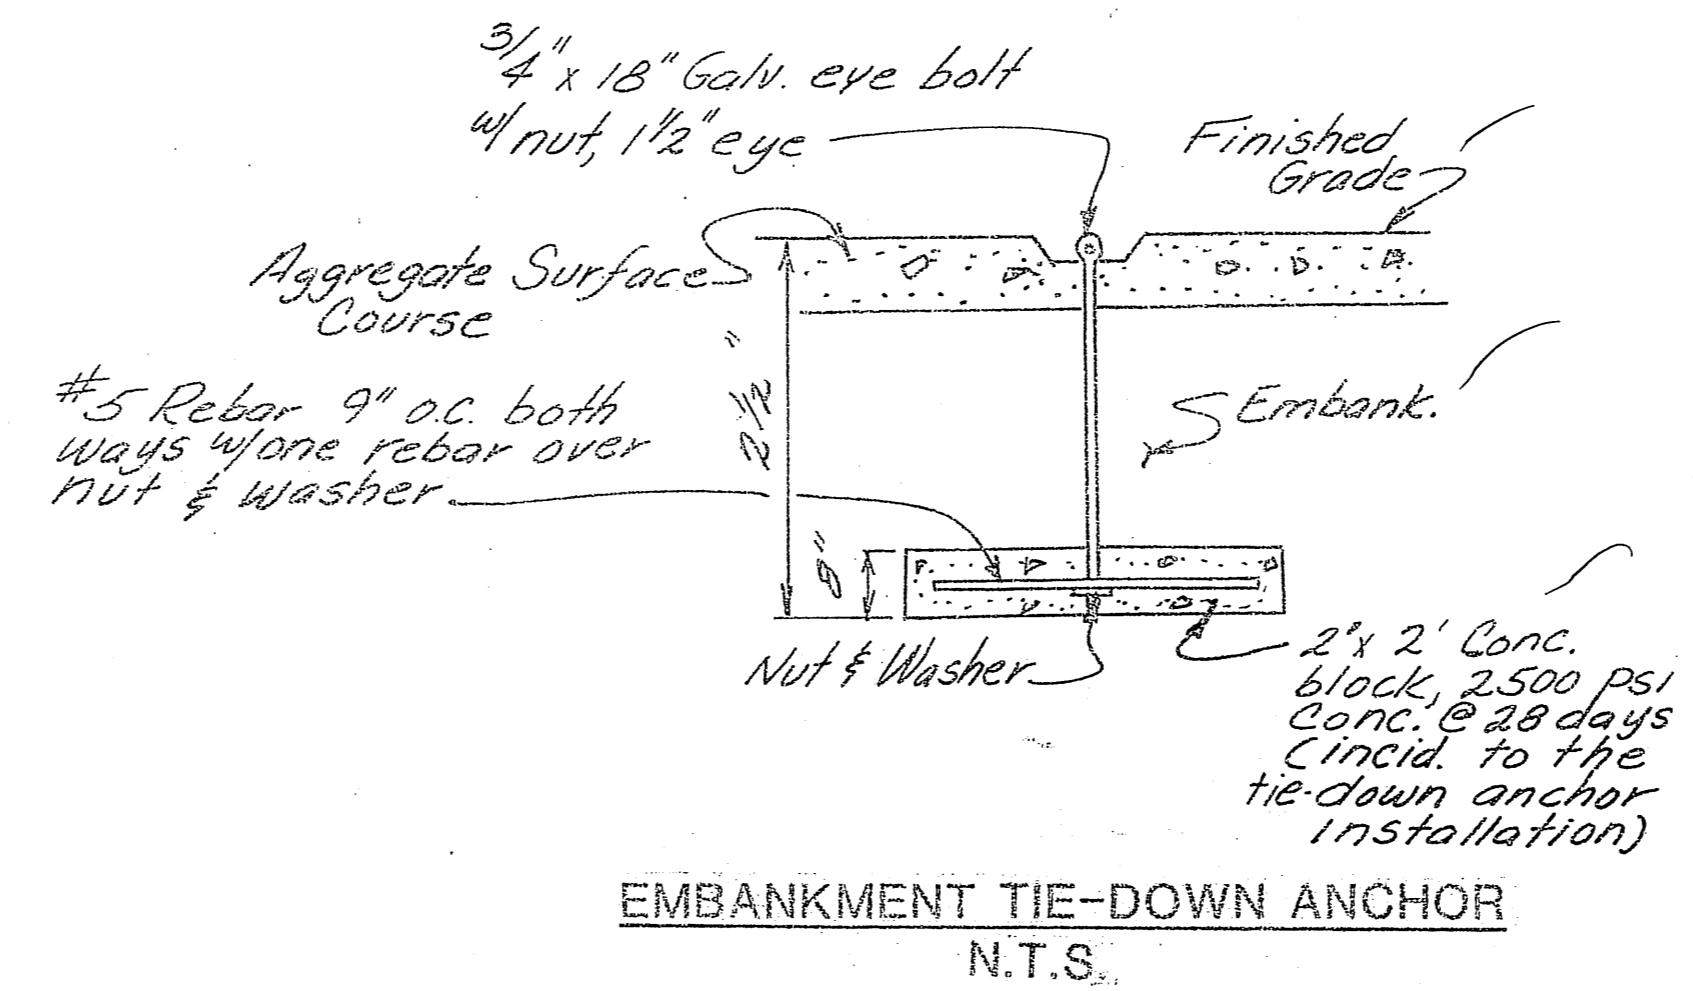 3/4" x 18" Galv. eye bolt
w/ nut, 1 1/2" eye
Finished
Grade
Aggregate Surface
Course
#5 Rebar 9" o.c. both
ways w/one rebar over
nut & washer
2 1/2"
8"
Embank.
Nut & Washer
2" x 2' Conc.
block, 2500 psi
Conc. @ 28 days
(incid. to the
tie-down anchor
installation)
EMBANKMENT TIE-DOWN ANCHOR
N.T.S.